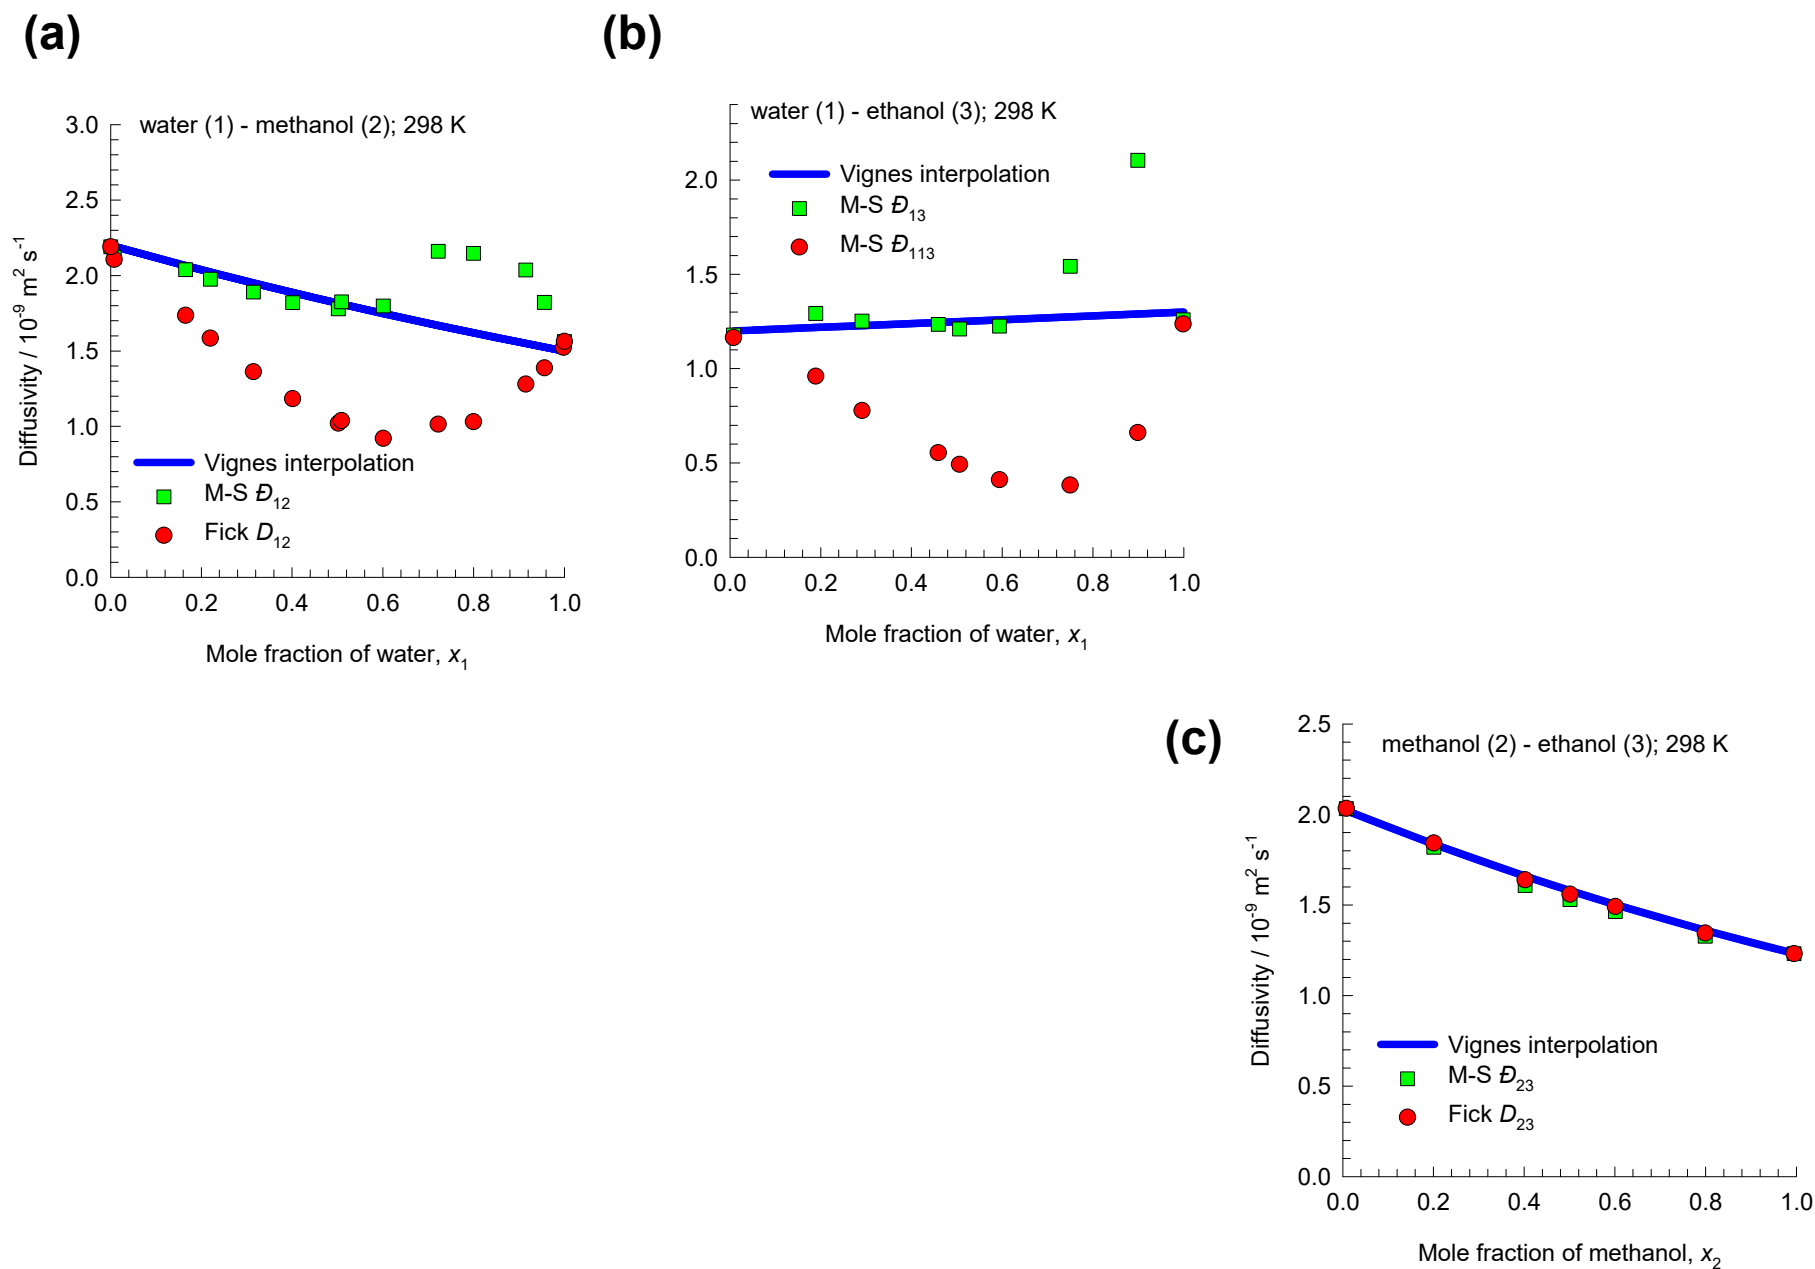 (a)
water (1) - methanol (2); 298 K
3.0
2.5
2.0
1.5
1.0
0.5
0.0
Diffusivity / 10⁻⁹ m² s⁻¹
Vignes interpolation
M-S Đ₁₂
Fick D₁₂
0.0 0.2 0.4 0.6 0.8 1.0
Mole fraction of water, x₁
(b)
water (1) - ethanol (3); 298 K
Vignes interpolation
M-S Đ₁₃
M-S Đ₁₁₃
2.0
1.5
1.0
0.5
0.0
0.0 0.2 0.4 0.6 0.8 1.0
Mole fraction of water, x₁
(c)
methanol (2) - ethanol (3); 298 K
2.5
2.0
1.5
1.0
0.5
0.0
Diffusivity / 10⁻⁹ m² s⁻¹
Vignes interpolation
M-S Đ₂₃
Fick D₂₃
0.0 0.2 0.4 0.6 0.8 1.0
Mole fraction of methanol, x₂